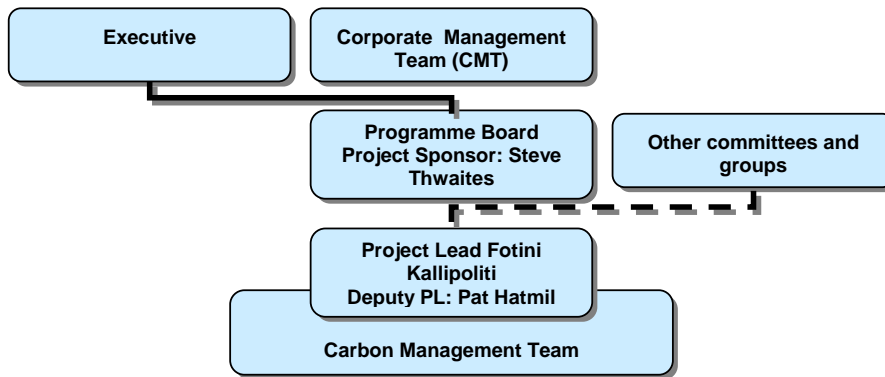 Executive
Corporate Management
Team (CMT)
Programme Board
Project Sponsor: Steve
Thwaites
Other committees and
groups
Project Lead Fotini
Kallipoliti
Deputy PL: Pat Hatmil
Carbon Management Team